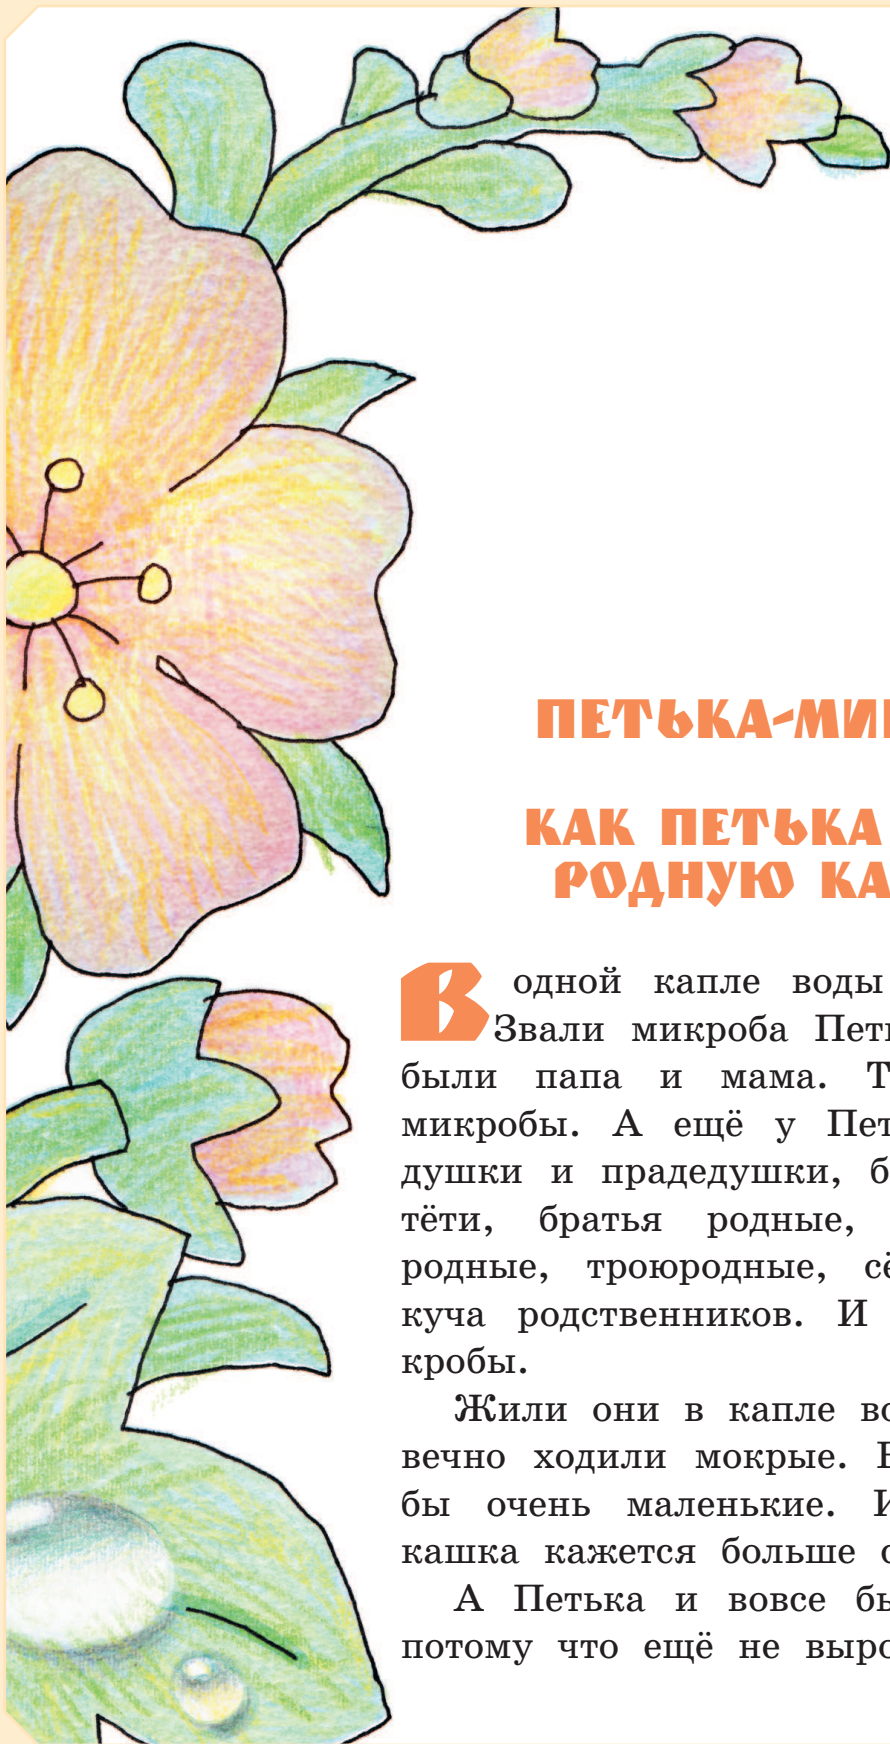 ПЕТЬКА-МИ
КАК ПЕТЬКА
РОДНУЮ КА
В одной капле воды
Звали микроба Петь
были папа и мама. Т
микробы. А ещё у Пет
душки и прадедушки, б
тёти, братья родные,
родные, троюродные, сё
куча родственников. И
кробы.
Жили они в капле во
вечно ходили мокрые.
бы очень маленькие. И
кашка кажется больше с
А Петька и вовсе бы
потому что ещё не выро